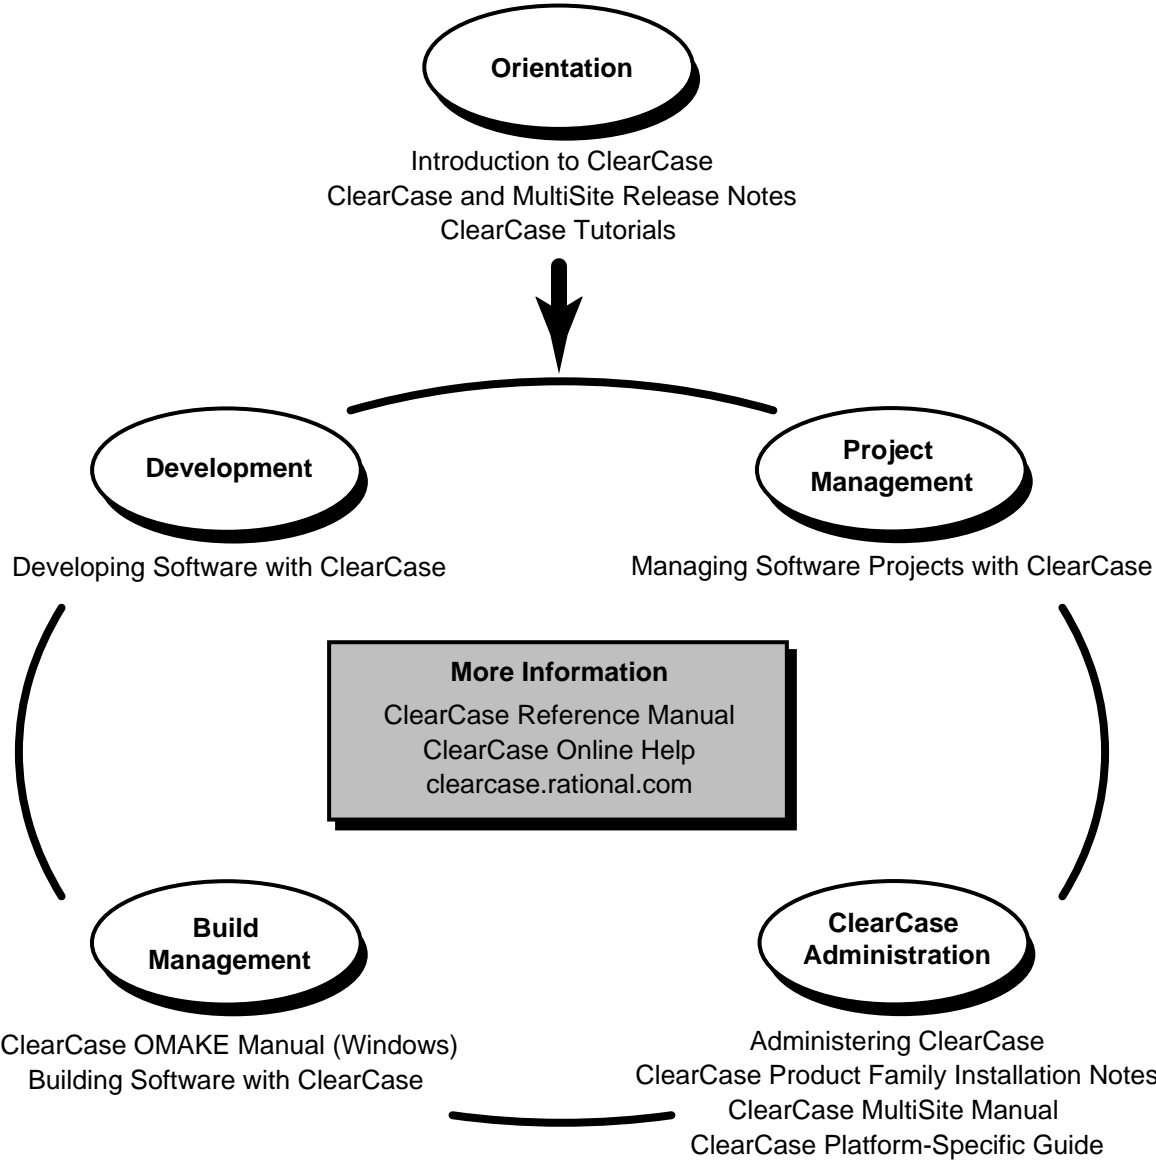 Orientation
Introduction to ClearCase
ClearCase and MultiSite Release Notes
ClearCase Tutorials
Development
Developing Software with ClearCase
Project
Management
Managing Software Projects with ClearCase
More Information
ClearCase Reference Manual
ClearCase Online Help
clearcase.rational.com
Build
Management
ClearCase OMAKE Manual (Windows)
Building Software with ClearCase
ClearCase
Administration
Administering ClearCase
ClearCase Product Family Installation Notes
ClearCase MultiSite Manual
ClearCase Platform-Specific Guide